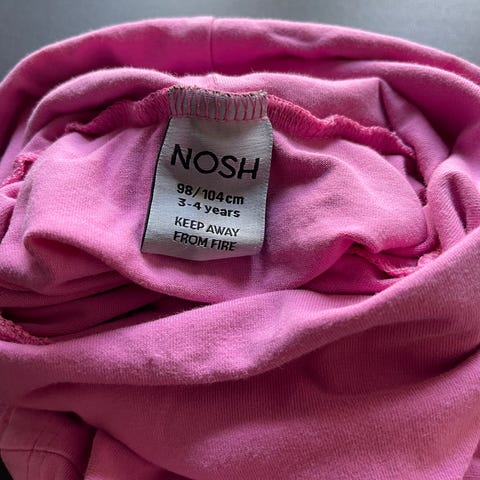 NOSH
98/104cm
3-4 years
KEEP AWAY
FROM FIRE